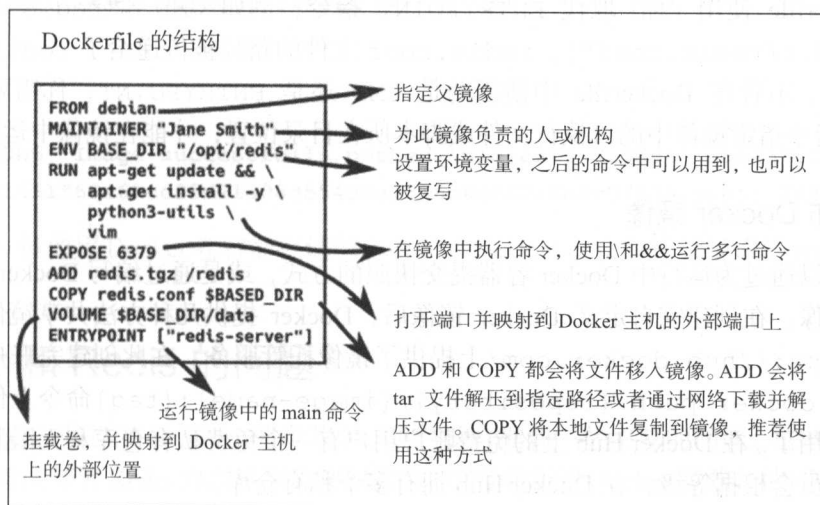 Dockerfile 的结构
FROM debian
MAINTAINER "Jane Smith"
ENV BASE_DIR "/opt/redis"
RUN apt-get update && \
apt-get install -y \
python3-utils \
vim
EXPOSE 6379
ADD redis.tgz /redis
COPY redis.conf $BASED_DIR
VOLUME $BASE_DIR/data
ENTRYPOINT ["redis-server"]
指定父镜像
为此镜像负责的人或机构
设置环境变量，之后的命令中可以用到，也可以
被复写
在镜像中执行命令，使用\和&&运行多行命令
打开端口并映射到 Docker 主机的外部端口上
ADD 和 COPY 都会将文件移入镜像。ADD 会将
tar 文件解压到指定路径或者通过网络下载并解
压文件。COPY 将本地文件复制到镜像，推荐使
用这种方式
运行镜像中的 main 命令
挂载卷，并映射到 Docker 主机
上的外部位置